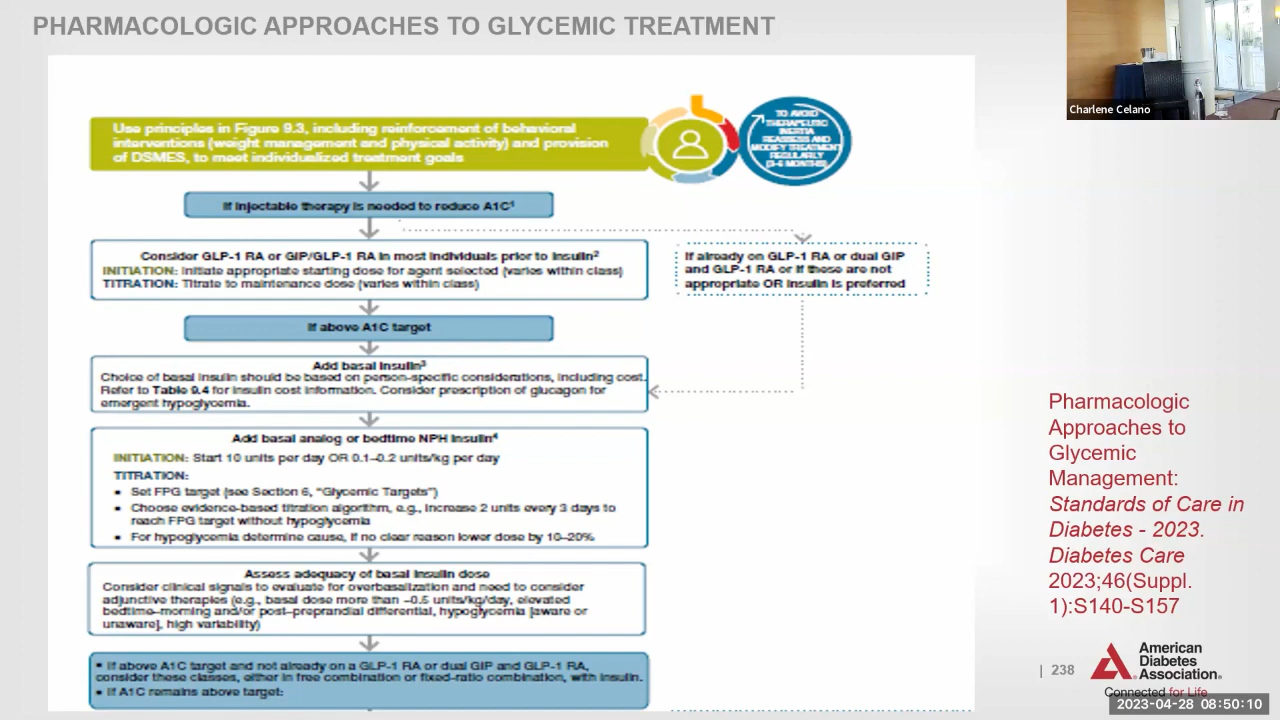 PHARMACOLOGIC APPROACHES TO GLYCEMIC TREATMENT
Charlene Celano
Use principles in Figure 9.3, including reinforcement of behavioral
interventions (weight management and physical activity) and provision
of DSMES, to meet individualized treatment goals
TO AVOID
THERAPEUTIC
INERTIA
REASSESS AND
MODIFY TREATMENT
REGULARLY
(3-6 MONTHS)
If injectable therapy is needed to reduce A1C¹
Consider GLP-1 RA or GIP/GLP-1 RA in most individuals prior to insulin²
INITIATION: Initiate appropriate starting dose for agent selected (varies within class)
TITRATION: Titrate to maintenance dose (varies within class)
If already on GLP-1 RA or dual GIP
and GLP-1 RA or if these are not
appropriate OR insulin is preferred
If above A1C target
Add basal insulin³
Choice of basal insulin should be based on person-specific considerations, including cost.
Refer to Table 9.4 for insulin cost information. Consider prescription of glucagon for
emergent hypoglycemia.
Add basal analog or bedtime NPH insulin⁴
INITIATION: Start 10 units per day OR 0.1–0.2 units/kg per day
TITRATION:
• Set FPG target (see Section 6, "Glycemic Targets")
• Choose evidence-based titration algorithm, e.g., increase 2 units every 3 days to
reach FPG target without hypoglycemia
• For hypoglycemia determine cause, if no clear reason lower dose by 10–20%
Assess adequacy of basal insulin dose
Consider clinical signals to evaluate for overbasalization and need to consider
adjunctive therapies (e.g., basal dose more than ~0.5 units/kg/day, elevated
bedtime–morning and/or post–preprandial differential, hypoglycemia [aware or
unaware], high variability)
• If above A1C target and not already on a GLP-1 RA or dual GIP and GLP-1 RA,
consider these classes, either in free combination or fixed-ratio combination, with insulin.
• If A1C remains above target:
Pharmacologic
Approaches to
Glycemic
Management:
Standards of Care in
Diabetes - 2023.
Diabetes Care
2023;46(Suppl.
1):S140-S157
| 238
American
Diabetes
Association.
Connected for Life
2023-04-28 08:50:10